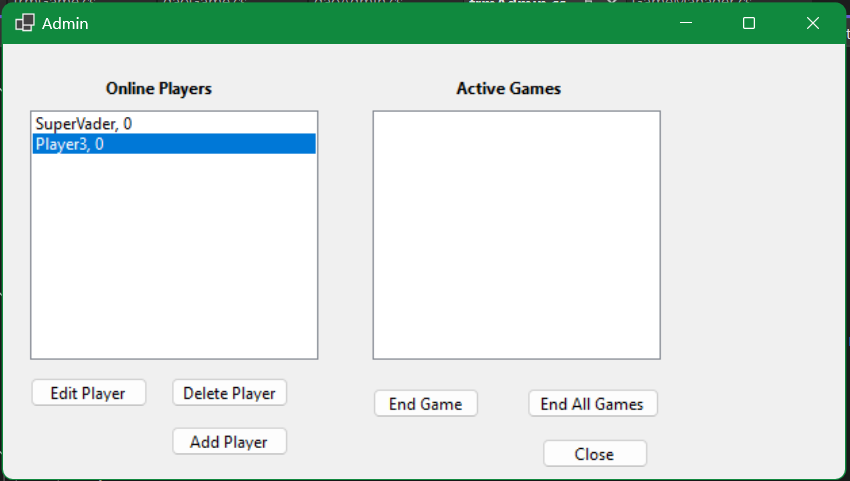 Admin
Online Players
Active Games
SuperVader, 0
Player3, 0
Edit Player
Delete Player
End Game
End All Games
Add Player
Close